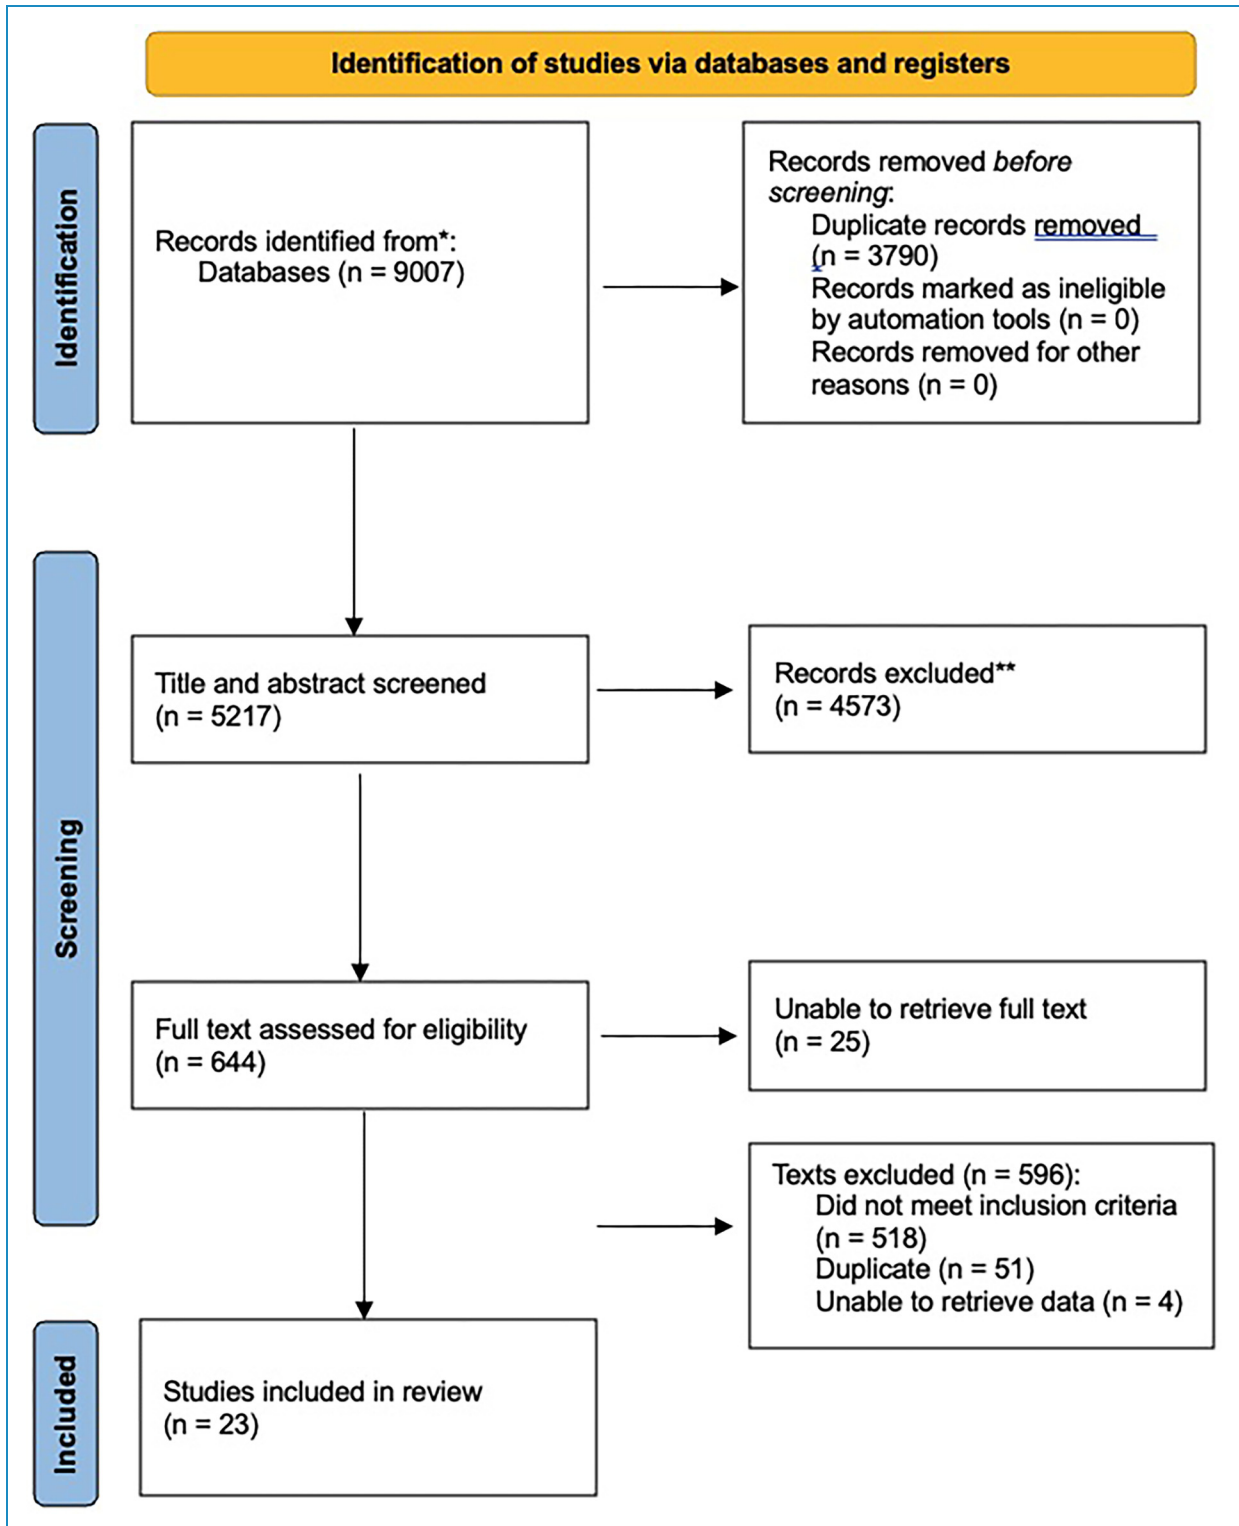 Identification of studies via databases and registers
Identification
Records identified from*:
Databases (n = 9007)
Records removed before
screening:
Duplicate records removed
(n = 3790)
Records marked as ineligible
by automation tools (n = 0)
Records removed for other
reasons (n = 0)
Screening
Title and abstract screened
(n = 5217)
Records excluded**
(n = 4573)
Full text assessed for eligibility
(n = 644)
Unable to retrieve full text
(n = 25)
Texts excluded (n = 596):
Did not meet inclusion criteria
(n = 518)
Duplicate (n = 51)
Unable to retrieve data (n = 4)
Included
Studies included in review
(n = 23)